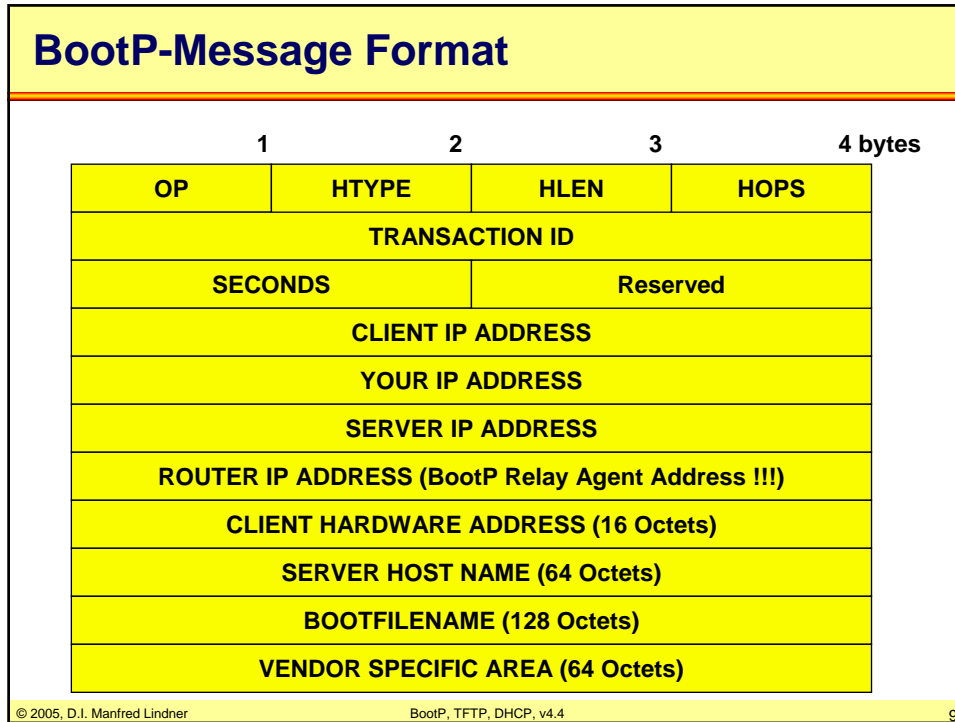 BootP-Message Format
1 2 3 4 bytes
OP HTYPE HLEN HOPS
TRANSACTION ID
SECONDS Reserved
CLIENT IP ADDRESS
YOUR IP ADDRESS
SERVER IP ADDRESS
ROUTER IP ADDRESS (BootP Relay Agent Address !!!)
CLIENT HARDWARE ADDRESS (16 Octets)
SERVER HOST NAME (64 Octets)
BOOTFILENAME (128 Octets)
VENDOR SPECIFIC AREA (64 Octets)
© 2005, D.I. Manfred Lindner BootP, TFTP, DHCP, v4.4 9